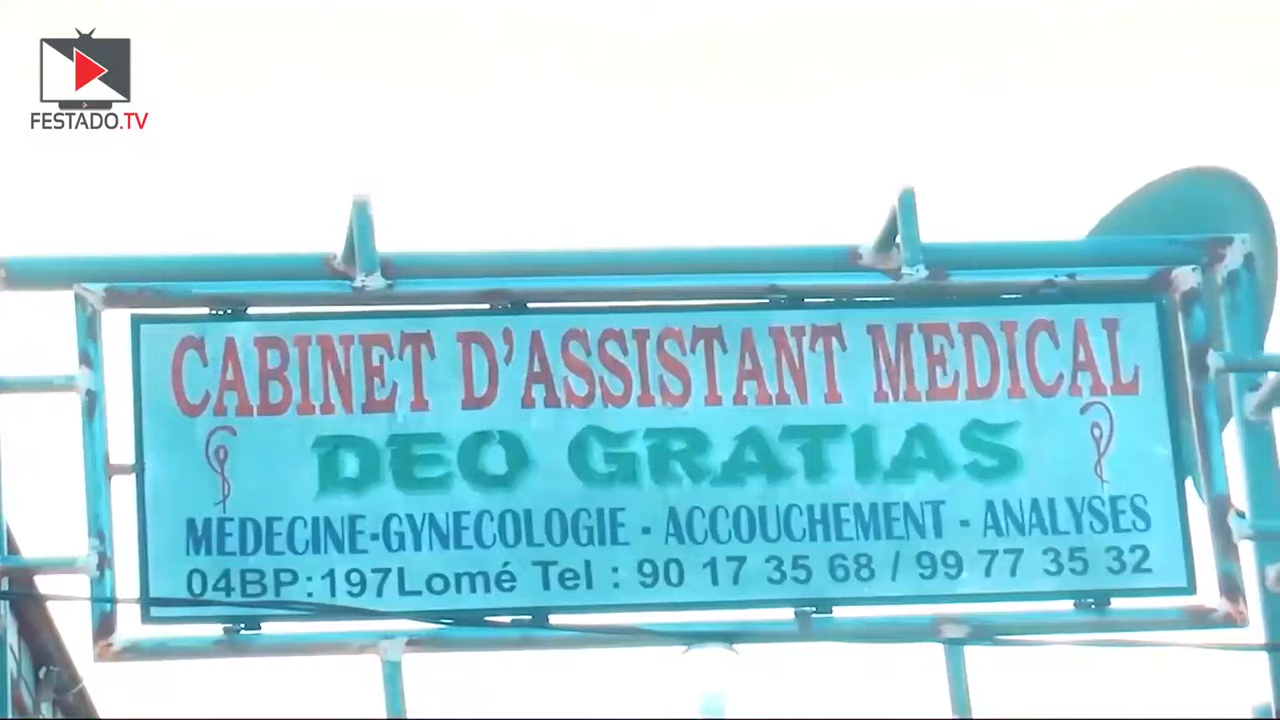 FESTADO.TV
CABINET D'ASSISTANT MEDICAL
DEO GRATIAS
MEDECINE-GYNECOLOGIE - ACCOUCHEMENT - ANALYSES
04BP:197Lomé Tel : 90 17 35 68 / 99 77 35 32